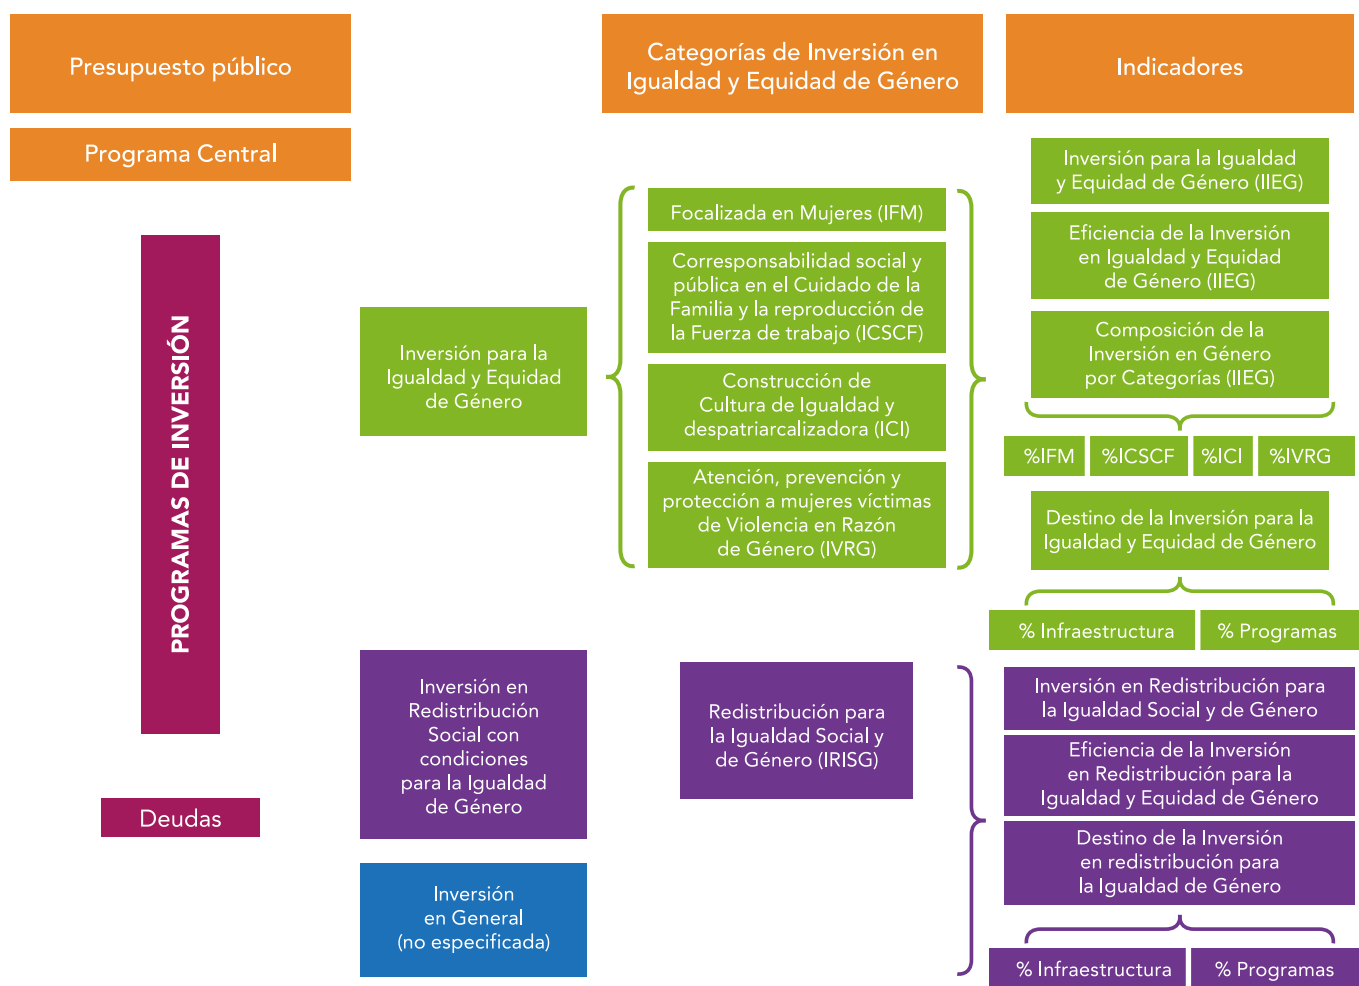 Presupuesto público
Categorías de Inversión en
Igualdad y Equidad de Género
Indicadores
Programa Central
PROGRAMAS DE INVERSIÓN
Deudas
Inversión para la
Igualdad y Equidad
de Género
Focalizada en Mujeres (IFM)
Corresponsabilidad social y
pública en el Cuidado de la
Familia y la reproducción de
la Fuerza de trabajo (ICSCF)
Construcción de
Cultura de Igualdad y
despatriarcalizadora (ICI)
Atención, prevención y
protección a mujeres víctimas
de Violencia en Razón
de Género (IVRG)
Inversión para la Igualdad
y Equidad de Género (IIEG)
Eficiencia de la Inversión
en Igualdad y Equidad
de Género (IIEG)
Composición de la
Inversión en Género
por Categorías (IIEG)
%IFM
%ICSCF
%ICI
%IVRG
Destino de la Inversión para la
Igualdad y Equidad de Género
% Infraestructura
% Programas
Inversión en
Redistribución
Social con
condiciones
para la Igualdad
de Género
Redistribución para
la Igualdad Social y
de Género (IRISG)
Inversión en Redistribución para
la Igualdad Social y de Género
Eficiencia de la Inversión
en Redistribución para la
Igualdad y Equidad de Género
Destino de la Inversión
en redistribución para
la Igualdad de Género
% Infraestructura
% Programas
Inversión
en General
(no especificada)